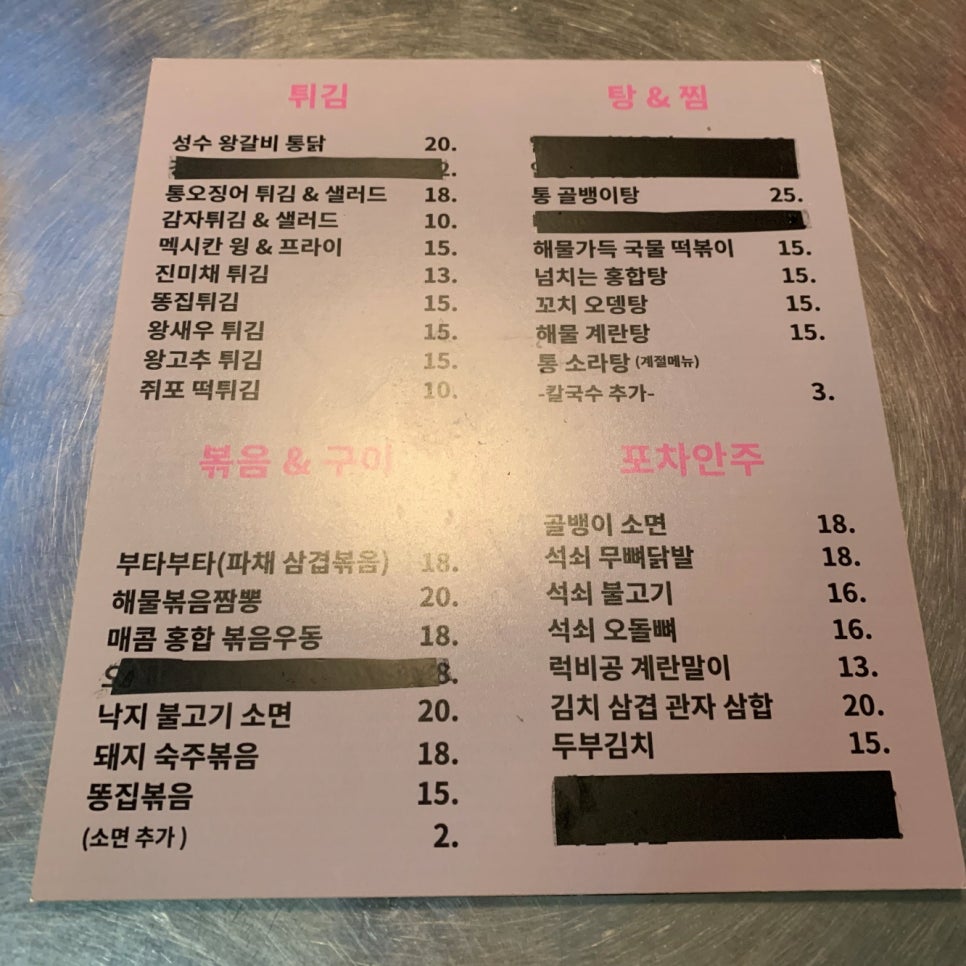 튀김
성수 왕갈비 통닭 20.
통오징어 튀김 & 샐러드 18.
감자튀김 & 샐러드 10.
멕시칸 윙 & 프라이 15.
진미채 튀김 13.
똥집튀김 15.
왕새우 튀김 15.
왕고추 튀김 15.
쥐포 떡튀김 10.
탕 & 찜
통 골뱅이탕 25.
해물가득 국물 떡볶이 15.
넘치는 홍합탕 15.
꼬치 오뎅탕 15.
해물 계란탕 15.
통 소라탕 (계절메뉴)
-칼국수 추가- 3.
볶음 & 구이
부타부타(파채 삼겹볶음) 18.
해물볶음짬뽕 20.
매콤 홍합 볶음우동 18.
낙지 불고기 소면 20.
돼지 숙주볶음 18.
똥집볶음 15.
(소면 추가 ) 2.
포차안주
골뱅이 소면 18.
석쇠 무뼈닭발 18.
석쇠 불고기 16.
석쇠 오돌뼈 16.
럭비공 계란말이 13.
김치 삼겹 관자 삼합 20.
두부김치 15.